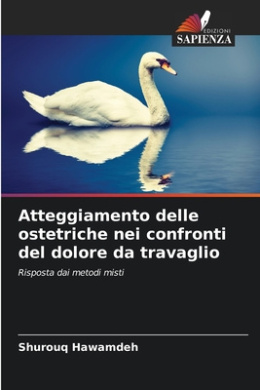 EDIZIONI
SAPIENZA
Atteggiamento delle
ostetriche nei confronti
del dolore da travaglio
Risposta dai metodi misti
Shurouq Hawamdeh